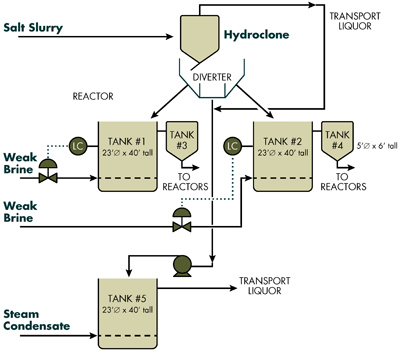 Salt Slurry
Hydroclone
TRANSPORT
LIQUOR
DIVERTER
REACTOR
LC
TANK #1
23'Ø x 40' tall
TANK
#3
LC
TANK #2
23'Ø x 40' tall
TANK
#4
5'Ø x 6' tall
Weak
Brine
TO
REACTORS
TO
REACTORS
Weak
Brine
TANK #5
23'Ø x 40' tall
TRANSPORT
LIQUOR
Steam
Condensate